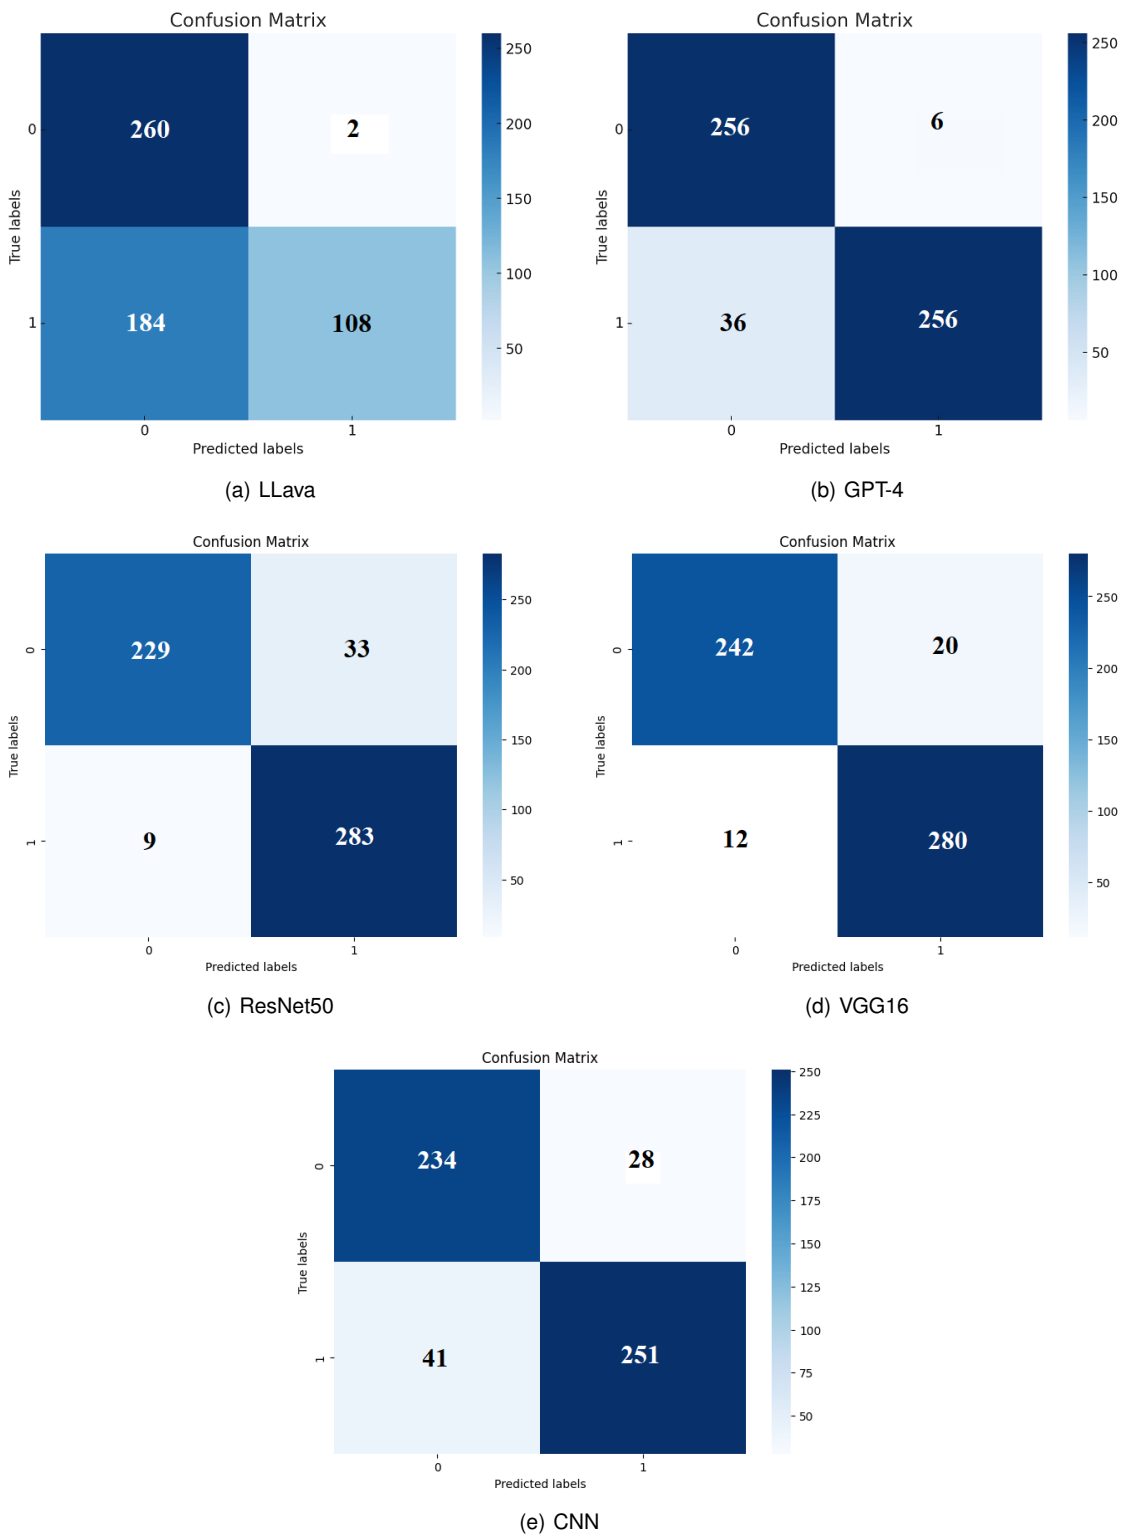 Confusion Matrix
260 2
184 108
0
1
True labels
0 1
Predicted labels
250
200
150
100
50
(a) LLava
Confusion Matrix
256 6
36 256
0
1
True labels
0 1
Predicted labels
250
200
150
100
50
(b) GPT-4
Confusion Matrix
229 33
9 283
0
1
True labels
0 1
Predicted labels
250
200
150
100
50
(c) ResNet50
Confusion Matrix
242 20
12 280
0
1
True labels
0 1
Predicted labels
250
200
150
100
50
(d) VGG16
Confusion Matrix
234 28
41 251
0
1
True labels
0 1
Predicted labels
250
225
200
175
150
125
100
75
50
(e) CNN